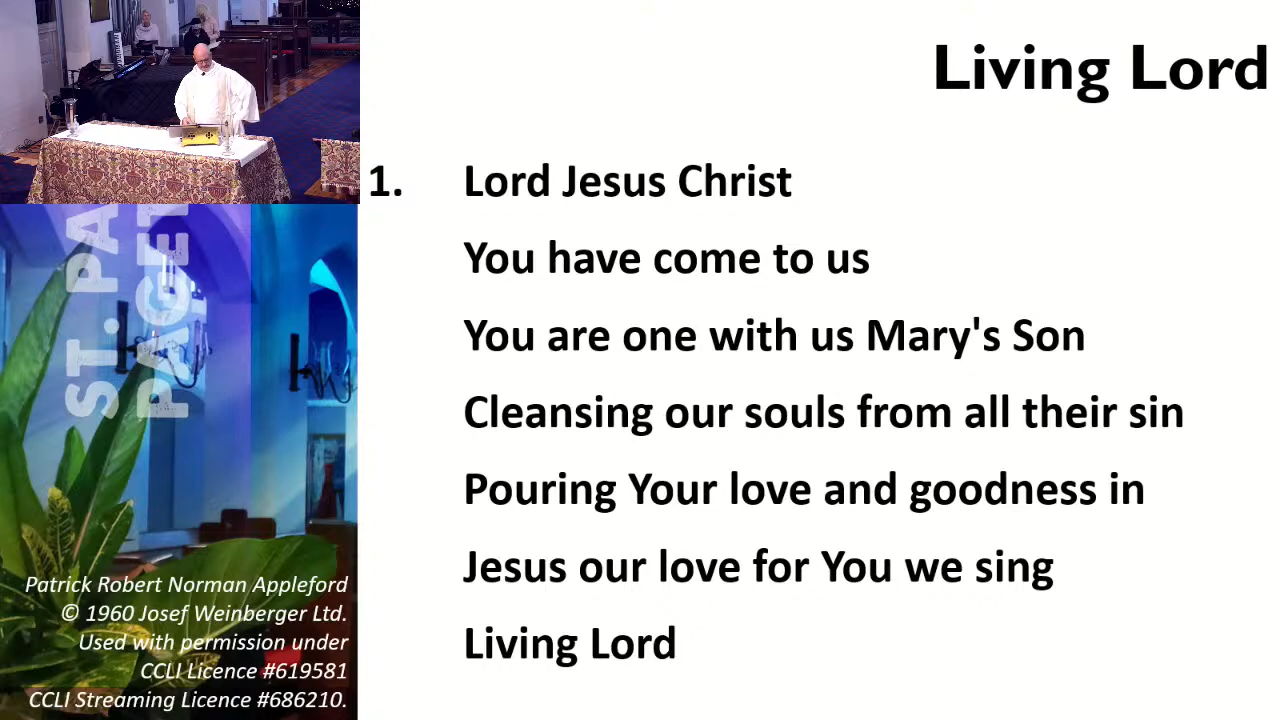 Living Lord
1. Lord Jesus Christ
You have come to us
You are one with us Mary's Son
Cleansing our souls from all their sin
Pouring Your love and goodness in
Jesus our love for You we sing
Living Lord
ST. PA
PAGET
Patrick Robert Norman Appleford
© 1960 Josef Weinberger Ltd.
Used with permission under
CCLI Licence #619581
CCLI Streaming Licence #686210.